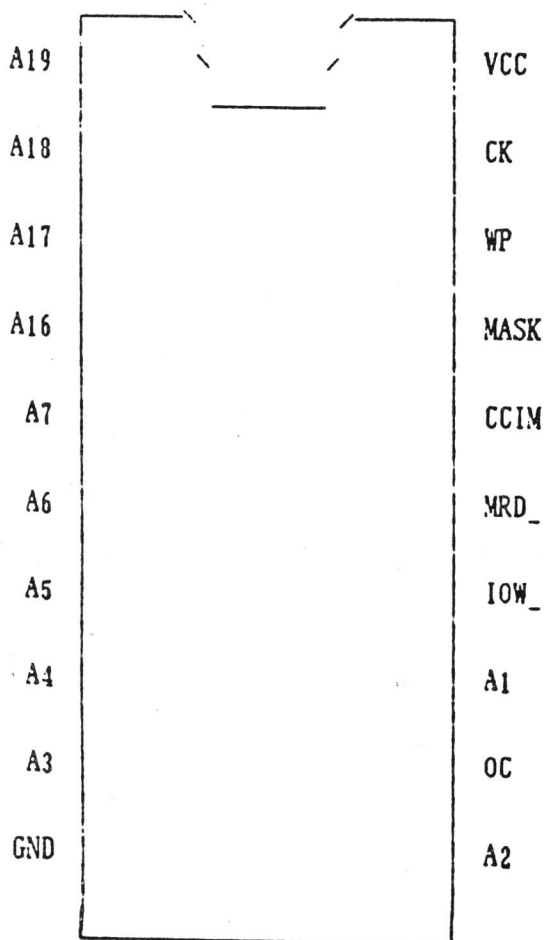 A19 VCC
A18 CK
A17 WP
A16 MASK
A7 CCIM
A6 MRD_
A5 IOW_
A4 A1
A3 OC
GND A2